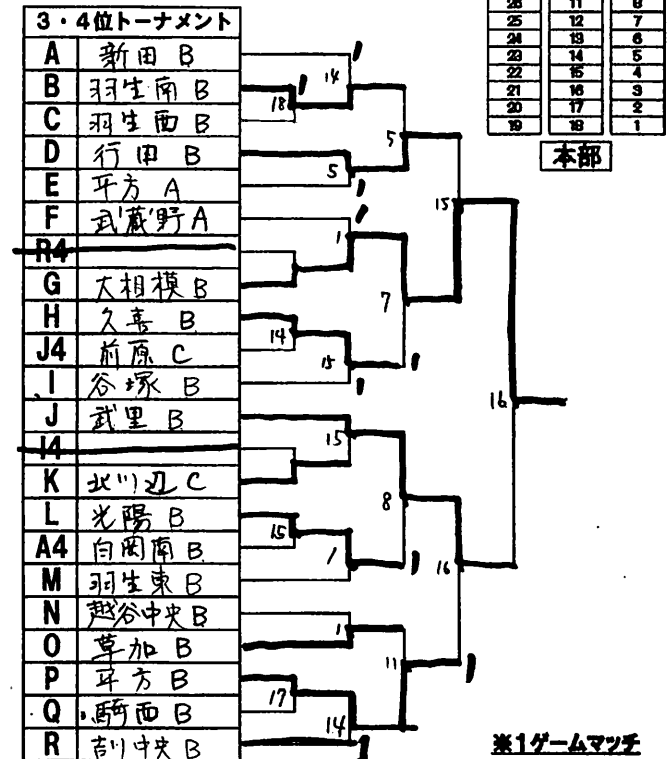 3・4位トーナメント
A 新田 B
B 羽生南 B
C 羽生西 B
D 行田 B
E 平方 A
F 武蔵野 A
R4
G 大相模 B
H 久喜 B
J4 前原 C
I 谷塚 B
J 武里 B
I4
K 北川辺 C
L 光陽 B
A4 白岡南 B
M 羽生東 B
N 越谷中央 B
O 草加 B
P 平方 B
Q 騎西 B
R 吉川中央 B
14
18
5
5
1
7
14
15
15
16
15
8
15
1
16
1
11
17
14
25 12 7
24 13 6
23 14 5
22 15 4
21 16 3
20 17 2
19 18 1
本部
※1ゲームマッチ